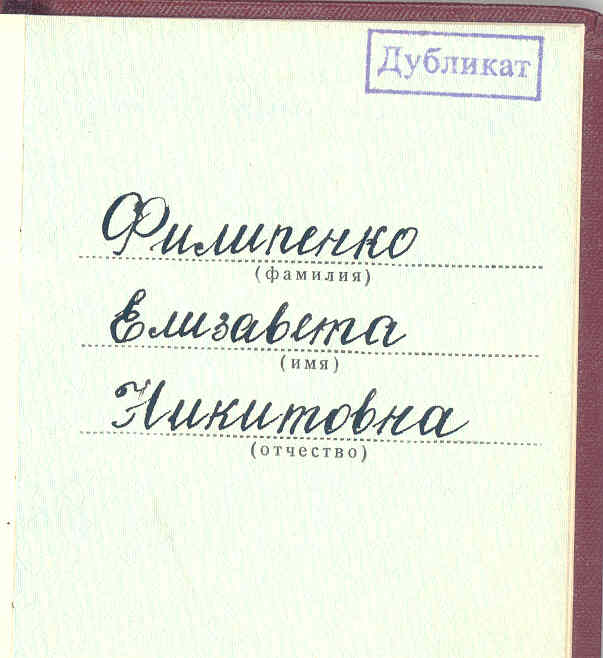 Дубликат
Филипенко
(фамилия)
Елизавета
(имя)
Никитовна
(отчество)